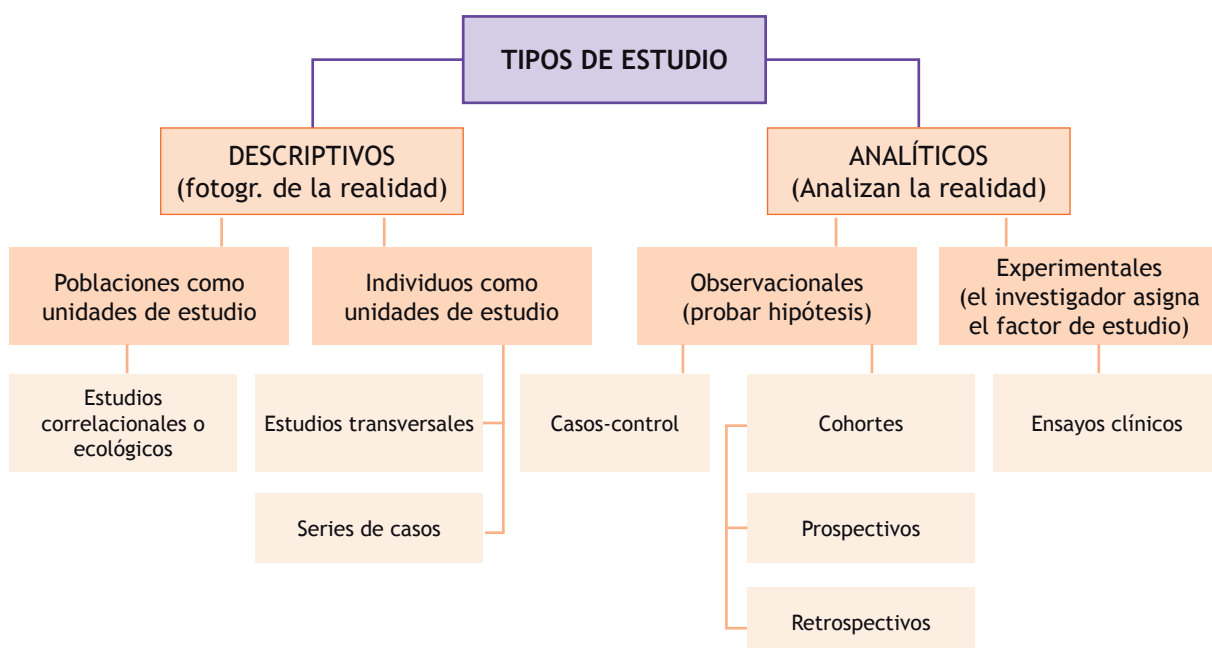 TIPOS DE ESTUDIO
DESCRIPTIVOS
(fotogr. de la realidad)
ANALÍTICOS
(Analizan la realidad)
Poblaciones como
unidades de estudio
Individuos como
unidades de estudio
Observacionales
(probar hipótesis)
Experimentales
(el investigador asigna
el factor de estudio)
Estudios
correlacionales o
ecológicos
Estudios transversales
Casos-control
Cohortes
Ensayos clínicos
Series de casos
Prospectivos
Retrospectivos